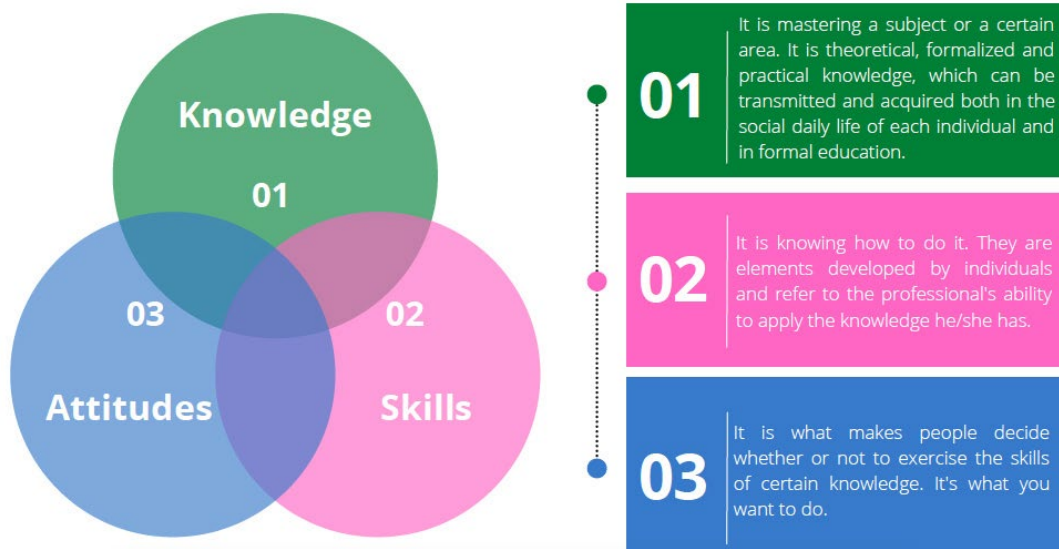 Knowledge
01
03
02
Attitudes
Skills
01
It is mastering a subject or a certain
area. It is theoretical, formalized and
practical knowledge, which can be
transmitted and acquired both in the
social daily life of each individual and
in formal education.
02
It is knowing how to do it. They are
elements developed by individuals
and refer to the professional's ability
to apply the knowledge he/she has.
03
It is what makes people decide
whether or not to exercise the skills
of certain knowledge. It's what you
want to do.